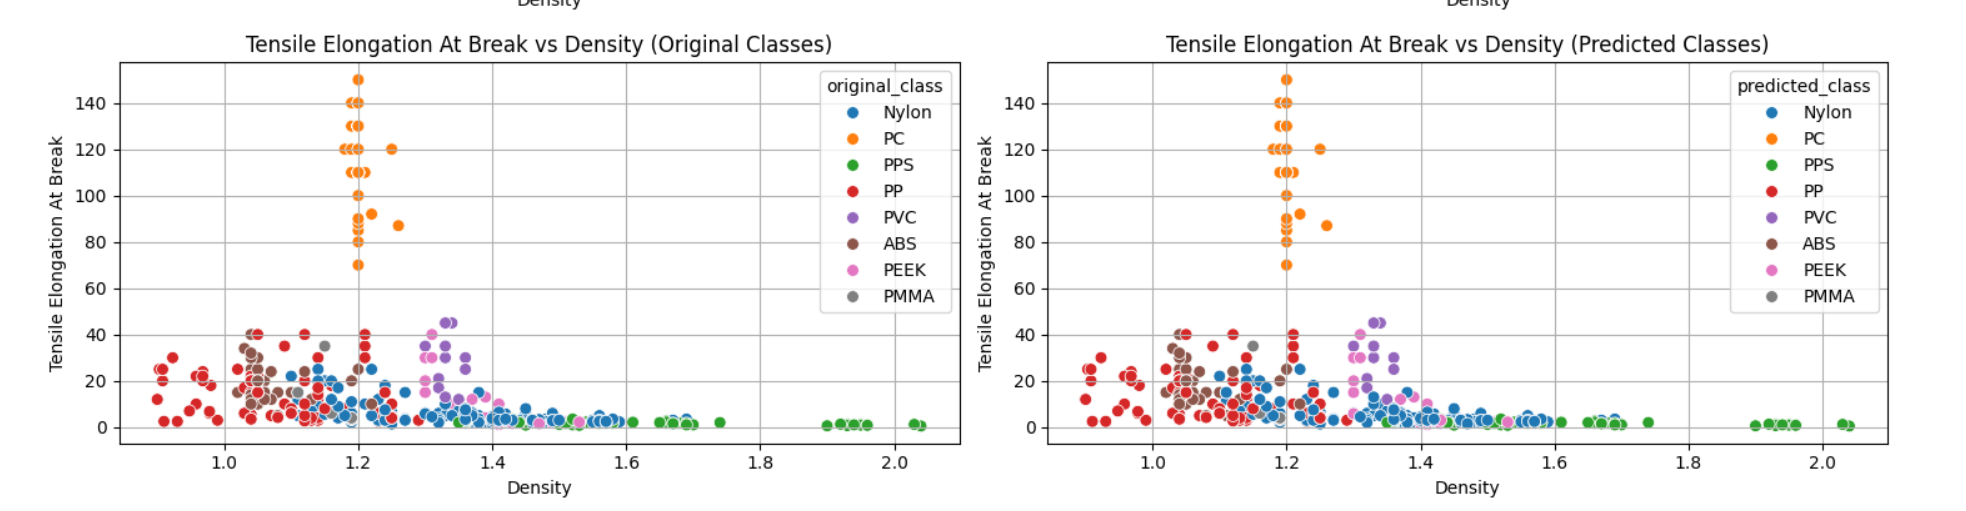 Density
Density
Tensile Elongation At Break vs Density (Original Classes)
Tensile Elongation At Break
140
120
100
80
60
40
20
0
original_class
Nylon
PC
PPS
PP
PVC
ABS
PEEK
PMMA
1.0 1.2 1.4 1.6 1.8 2.0
Density
Tensile Elongation At Break vs Density (Predicted Classes)
Tensile Elongation At Break
140
120
100
80
60
40
20
0
predicted_class
Nylon
PC
PPS
PP
PVC
ABS
PEEK
PMMA
1.0 1.2 1.4 1.6 1.8 2.0
Density